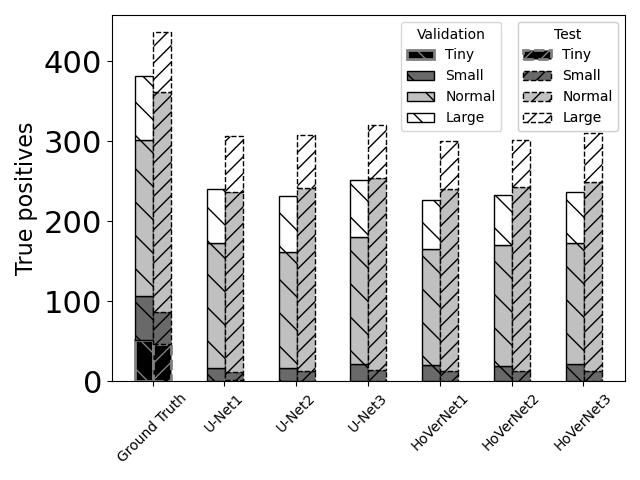 True positives
400
300
200
100
0
Validation
Tiny
Small
Normal
Large
Test
Tiny
Small
Normal
Large
Ground Truth
U-Net1
U-Net2
U-Net3
HoVerNet1
HoVerNet2
HoVerNet3